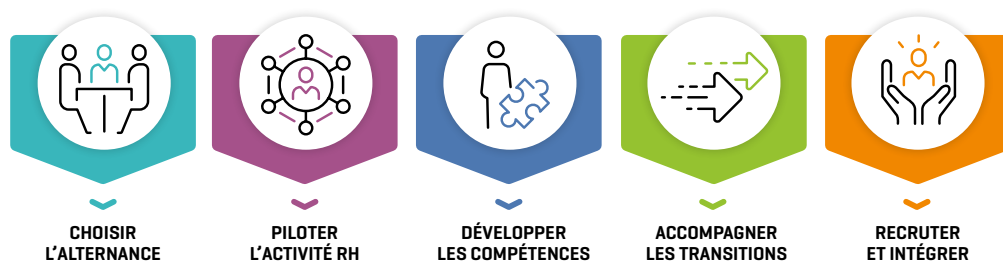 CHOISIR
L'ALTERNANCE
PILOTER
L'ACTIVITÉ RH
DÉVELOPPER
LES COMPÉTENCES
ACCOMPAGNER
LES TRANSITIONS
RECRUTER
ET INTÉGRER